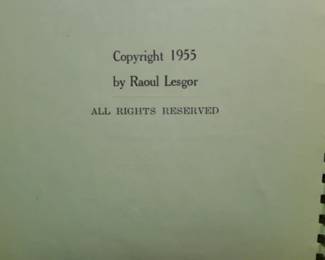 Copyright 1955
by Raoul Lesgor
ALL RIGHTS RESERVED